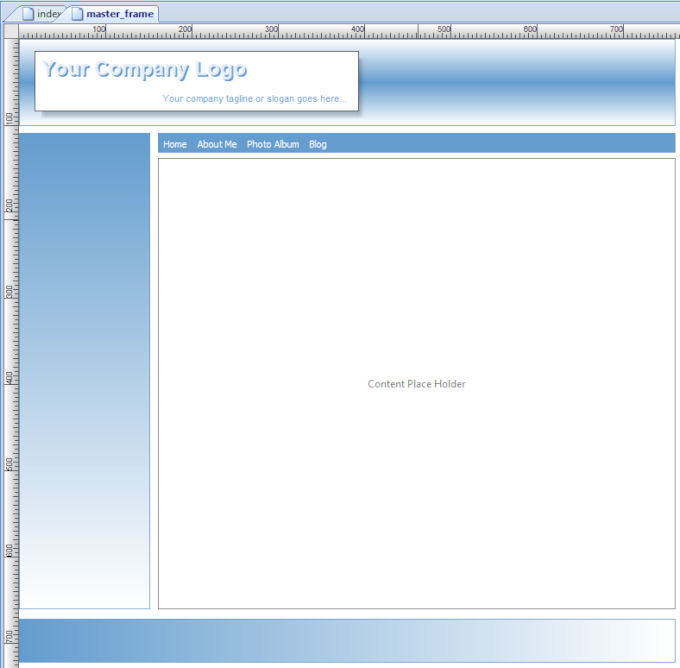 index master_frame
100 200 300 400 500 600 700
Your Company Logo
Your company tagline or slogan goes here...
100
Home About Me Photo Album Blog
200
300
Content Place Holder
400
500
600
700